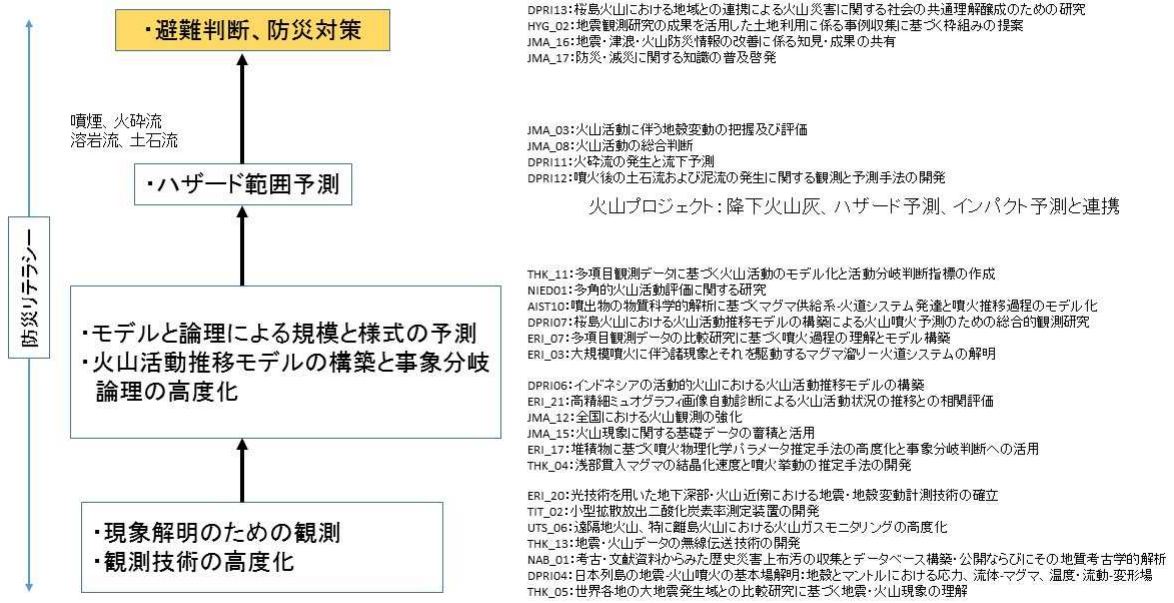 ・避難判断、防災対策
噴煙、火砕流
溶岩流、土石流
・ハザード範囲予測
防災リテラシー
・モデルと論理による規模と様式の予測
・火山活動推移モデルの構築と事象分岐
論理の高度化
・現象解明のための観測
・観測技術の高度化
DPRI13:桜島火山における地域との連携による火山災害に関する社会の共通理解醸成のための研究
HYG_02:地震観測研究の成果を活用した土地利用に係る事例収集に基づく枠組みの提案
JMA_16:地震・津浪・火山防災情報の改善に係る知見・成果の共有
JMA_17:防災・減災に関する知識の普及啓発
JMA_03:火山活動に伴う地殻変動の把握及び評価
JMA_08:火山活動の総合判断
DPRI11:火砕流の発生と流下予測
DPRI12:噴火後の土石流および泥流の発生に関する観測と予測手法の開発
火山プロジェクト:降下火山灰、ハザード予測、インパクト予測と連携
THK_11:多項目観測データに基づく火山活動のモデル化と活動分岐判断指標の作成
NIED01:多角的火山活動評価に関する研究
AIST10:噴出物の物質科学的解析に基づくマグマ供給系-火道システム発達と噴火推移過程のモデル化
DPRI07:桜島火山における火山活動推移モデルの構築による火山噴火予測のための総合的観測研究
ERI_07:多項目観測データの比較研究に基づく噴火過程の理解とモデル構築
ERI_03:大規模噴火に伴う諸現象とそれを駆動するマグマ溜りー火道システムの解明
DPRI06:インドネシアの活動的火山における火山活動推移モデルの構築
ERI_21:高精細ミュオグラフィ画像自動診断による火山活動状況の推移との相関評価
JMA_12:全国における火山観測の強化
JMA_15:火山現象に関する基礎データの蓄積と活用
ERI_17:堆積物に基づく噴火物理化学パラメータ推定手法の高度化と事象分岐判断への活用
THK_04:浅部貫入マグマの結晶化速度と噴火挙動の推定手法の開発
ERI_20:光技術を用いた地下深部・火山近傍における地震・地殻変動計測技術の確立
TIT_02:小型拡散放出二酸化炭素率測定装置の開発
UTS_06:遠隔地火山、特に離島火山における火山ガスモニタリングの高度化
THK_13:地震・火山データの無線伝送技術の開発
NAB_01:考古・文献資料からみた歴史災害上布汚の収集とデータベース構築・公開ならびにその地質考古学的解析
DPRI04:日本列島の地震-火山噴火の基本場解明:地殻とマントルにおける応力、流体-マグマ、温度・流動-変形場
THK_05:世界各地の大地震発生域との比較研究に基づく地震・火山現象の理解